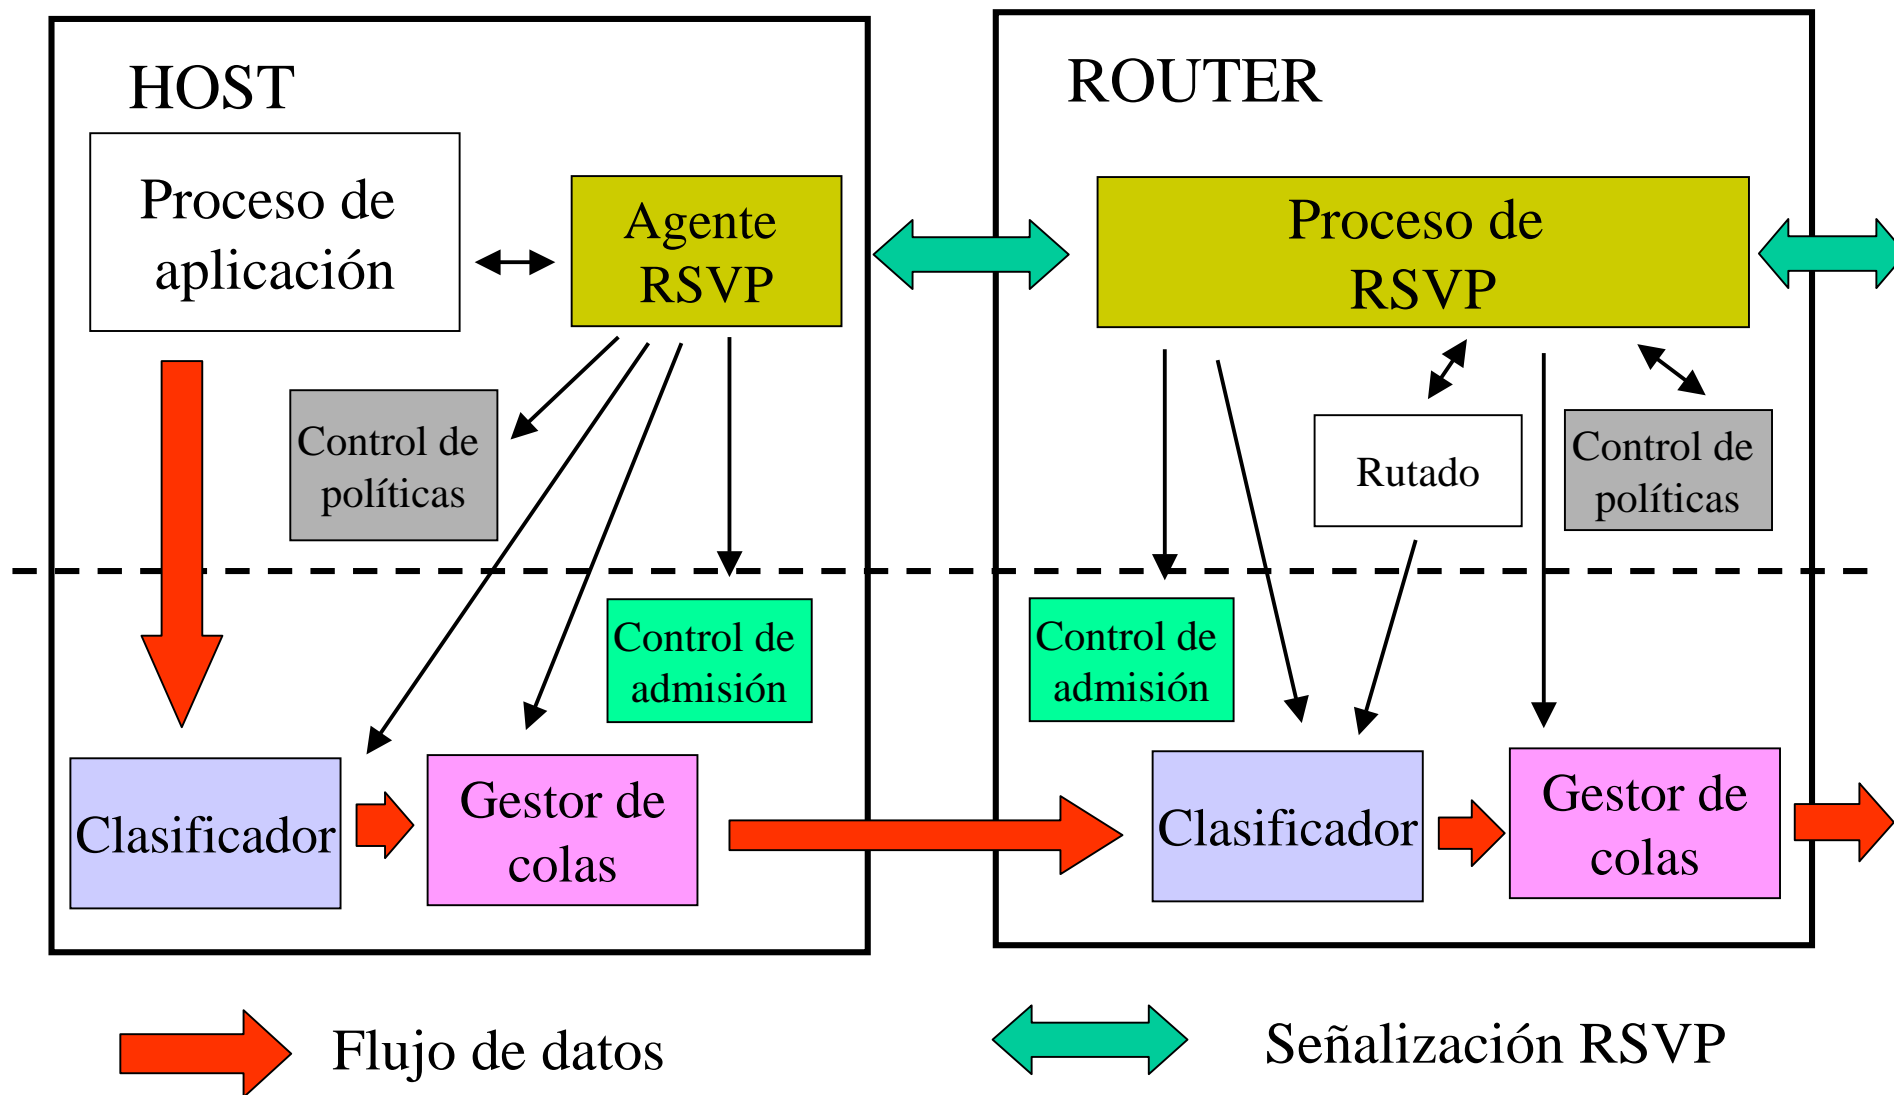 HOST
Proceso de
aplicación
Agente
RSVP
Control de
políticas
Control de
admisión
Clasificador
Gestor de
colas
ROUTER
Proceso de
RSVP
Rutado
Control de
políticas
Control de
admisión
Clasificador
Gestor de
colas
Flujo de datos
Señalización RSVP